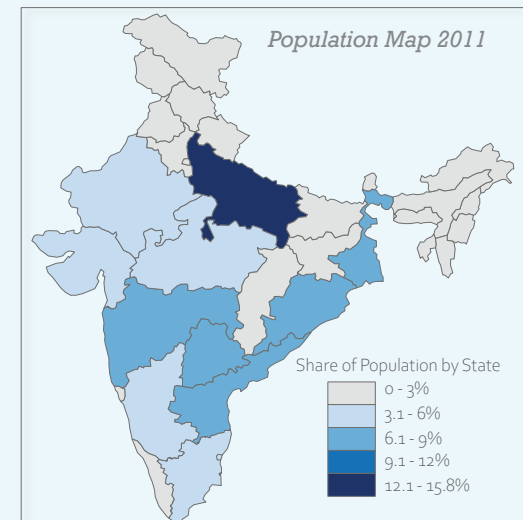 Population Map 2011
Share of Population by State
0 - 3%
3.1 - 6%
6.1 - 9%
9.1 - 12%
12.1 - 15.8%